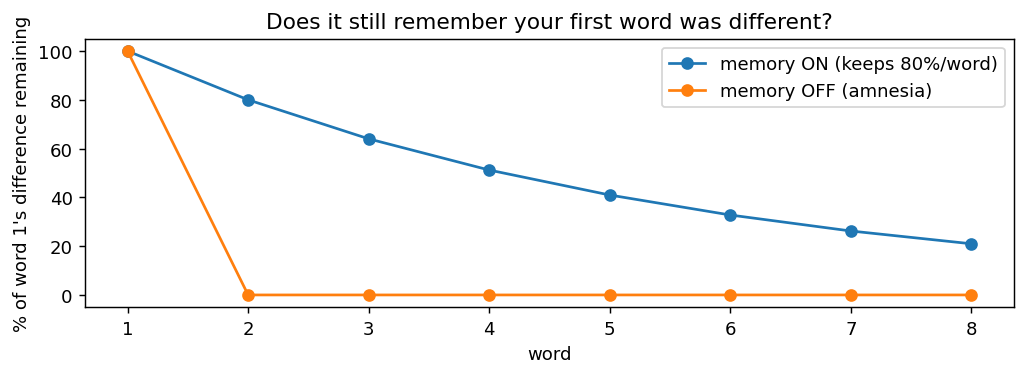 Does it still remember your first word was different?
% of word 1's difference remaining
100
80
60
40
20
0
memory ON (keeps 80%/word)
memory OFF (amnesia)
1 2 3 4 5 6 7 8
word